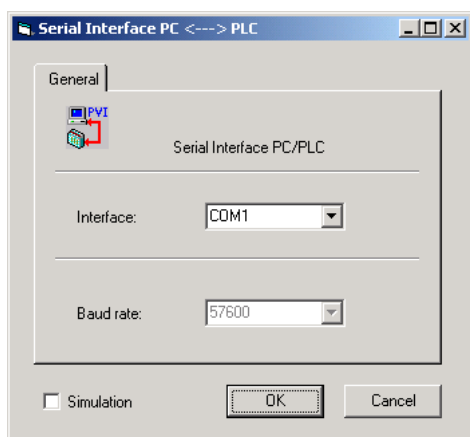 Serial Interface PC <---> PLC
General
PVI
Serial Interface PC/PLC
Interface: COM1
Baud rate: 57600
Simulation OK Cancel